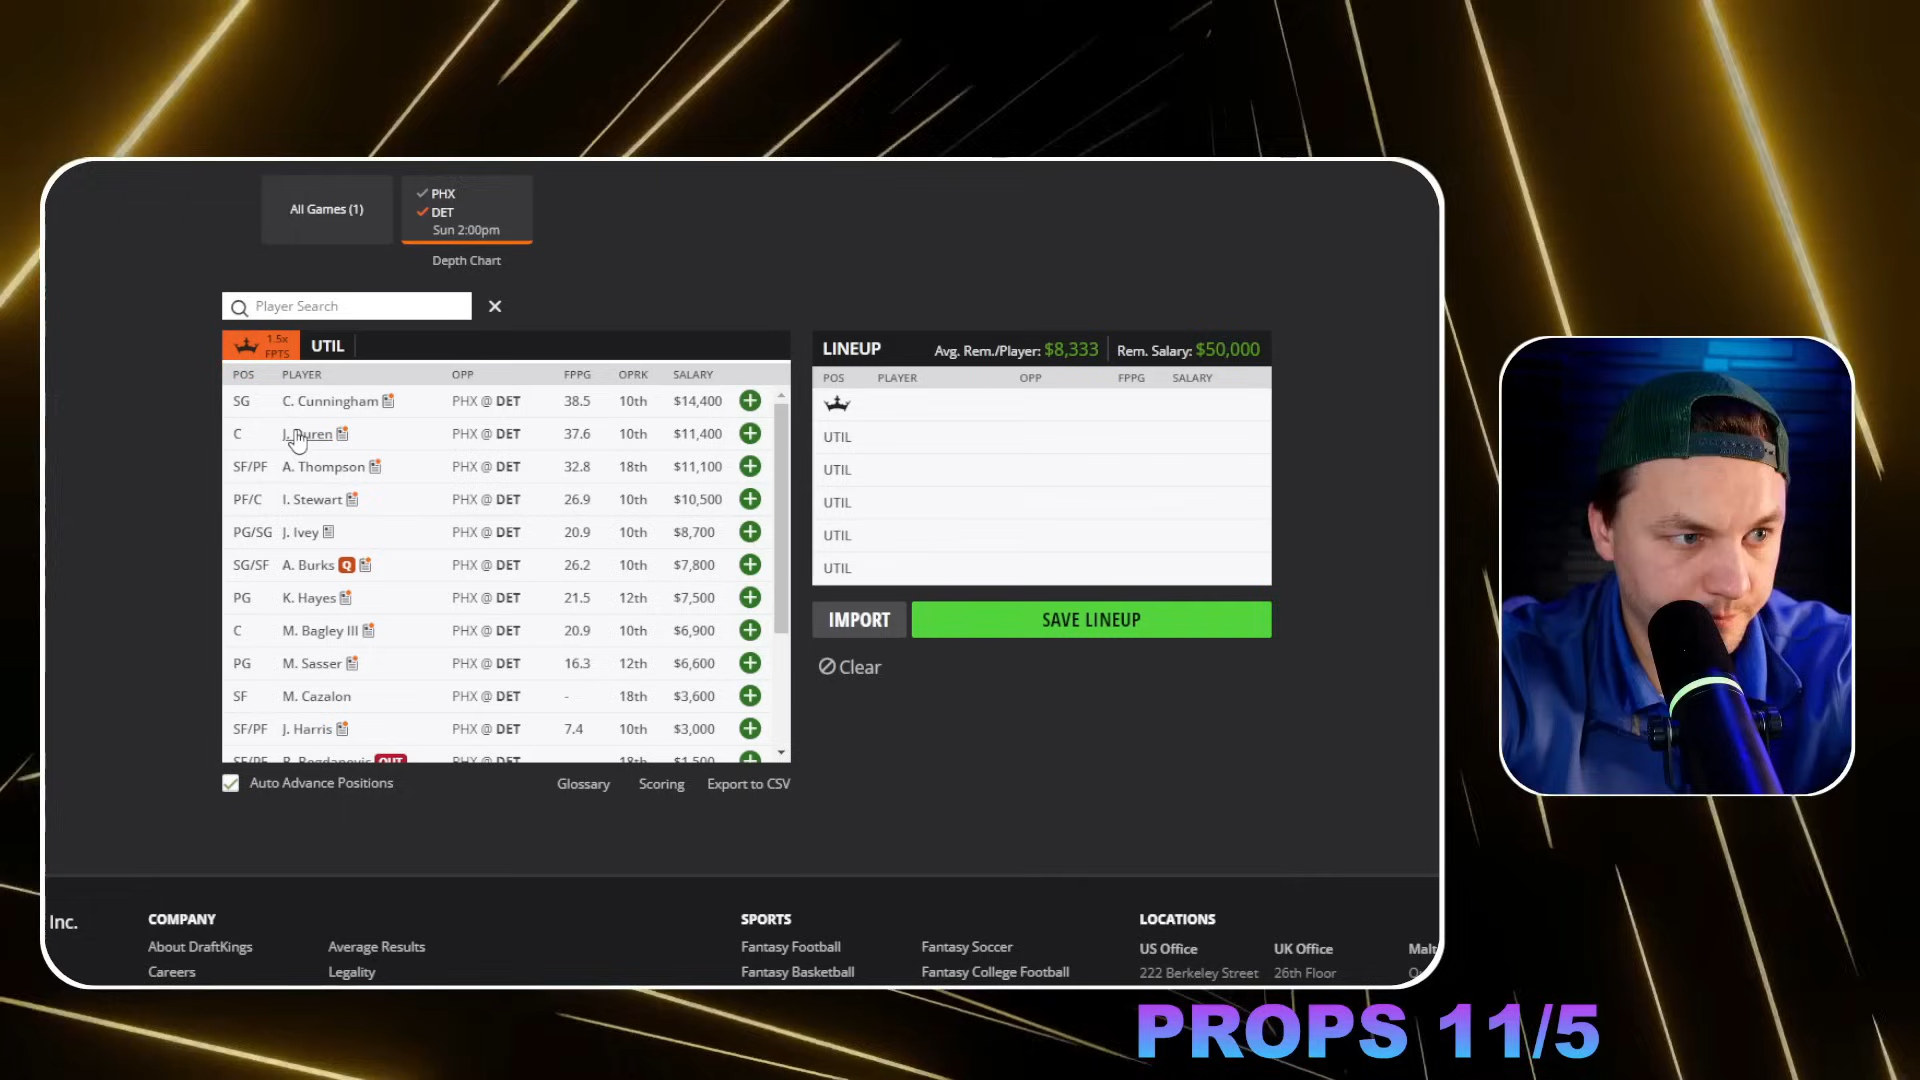 All Games (1)
PHX
DET
Sun 2:00pm
Depth Chart
Player Search
1.5x
FPTS
UTIL
POS PLAYER OPP FPPG OPRK SALARY
SG C. Cunningham PHX @ DET 38.5 10th $14,400
C J. Duren PHX @ DET 37.6 10th $11,400
SF/PF A. Thompson PHX @ DET 32.8 18th $11,100
PF/C I. Stewart PHX @ DET 26.9 10th $10,500
PG/SG J. Ivey PHX @ DET 20.9 10th $8,700
SG/SF A. Burks Q PHX @ DET 26.2 10th $7,800
PG K. Hayes PHX @ DET 21.5 12th $7,500
C M. Bagley III PHX @ DET 20.9 10th $6,900
PG M. Sasser PHX @ DET 16.3 12th $6,600
SF M. Cazalon PHX @ DET - 18th $3,600
SF/PF J. Harris PHX @ DET 7.4 10th $3,000
SF/PF B. Bogdanovic OUT PHX @ DET 18th $1,500
Auto Advance Positions
Glossary Scoring Export to CSV
LINEUP Avg. Rem./Player: $8,333 Rem. Salary: $50,000
POS PLAYER OPP FPPG SALARY
UTIL
UTIL
UTIL
UTIL
UTIL
IMPORT SAVE LINEUP
Clear
Inc.
COMPANY
About DraftKings Average Results
Careers Legality
SPORTS
Fantasy Football Fantasy Soccer
Fantasy Basketball Fantasy College Football
LOCATIONS
US Office UK Office Malt
222 Berkeley Street 26th Floor
PROPS 11/5